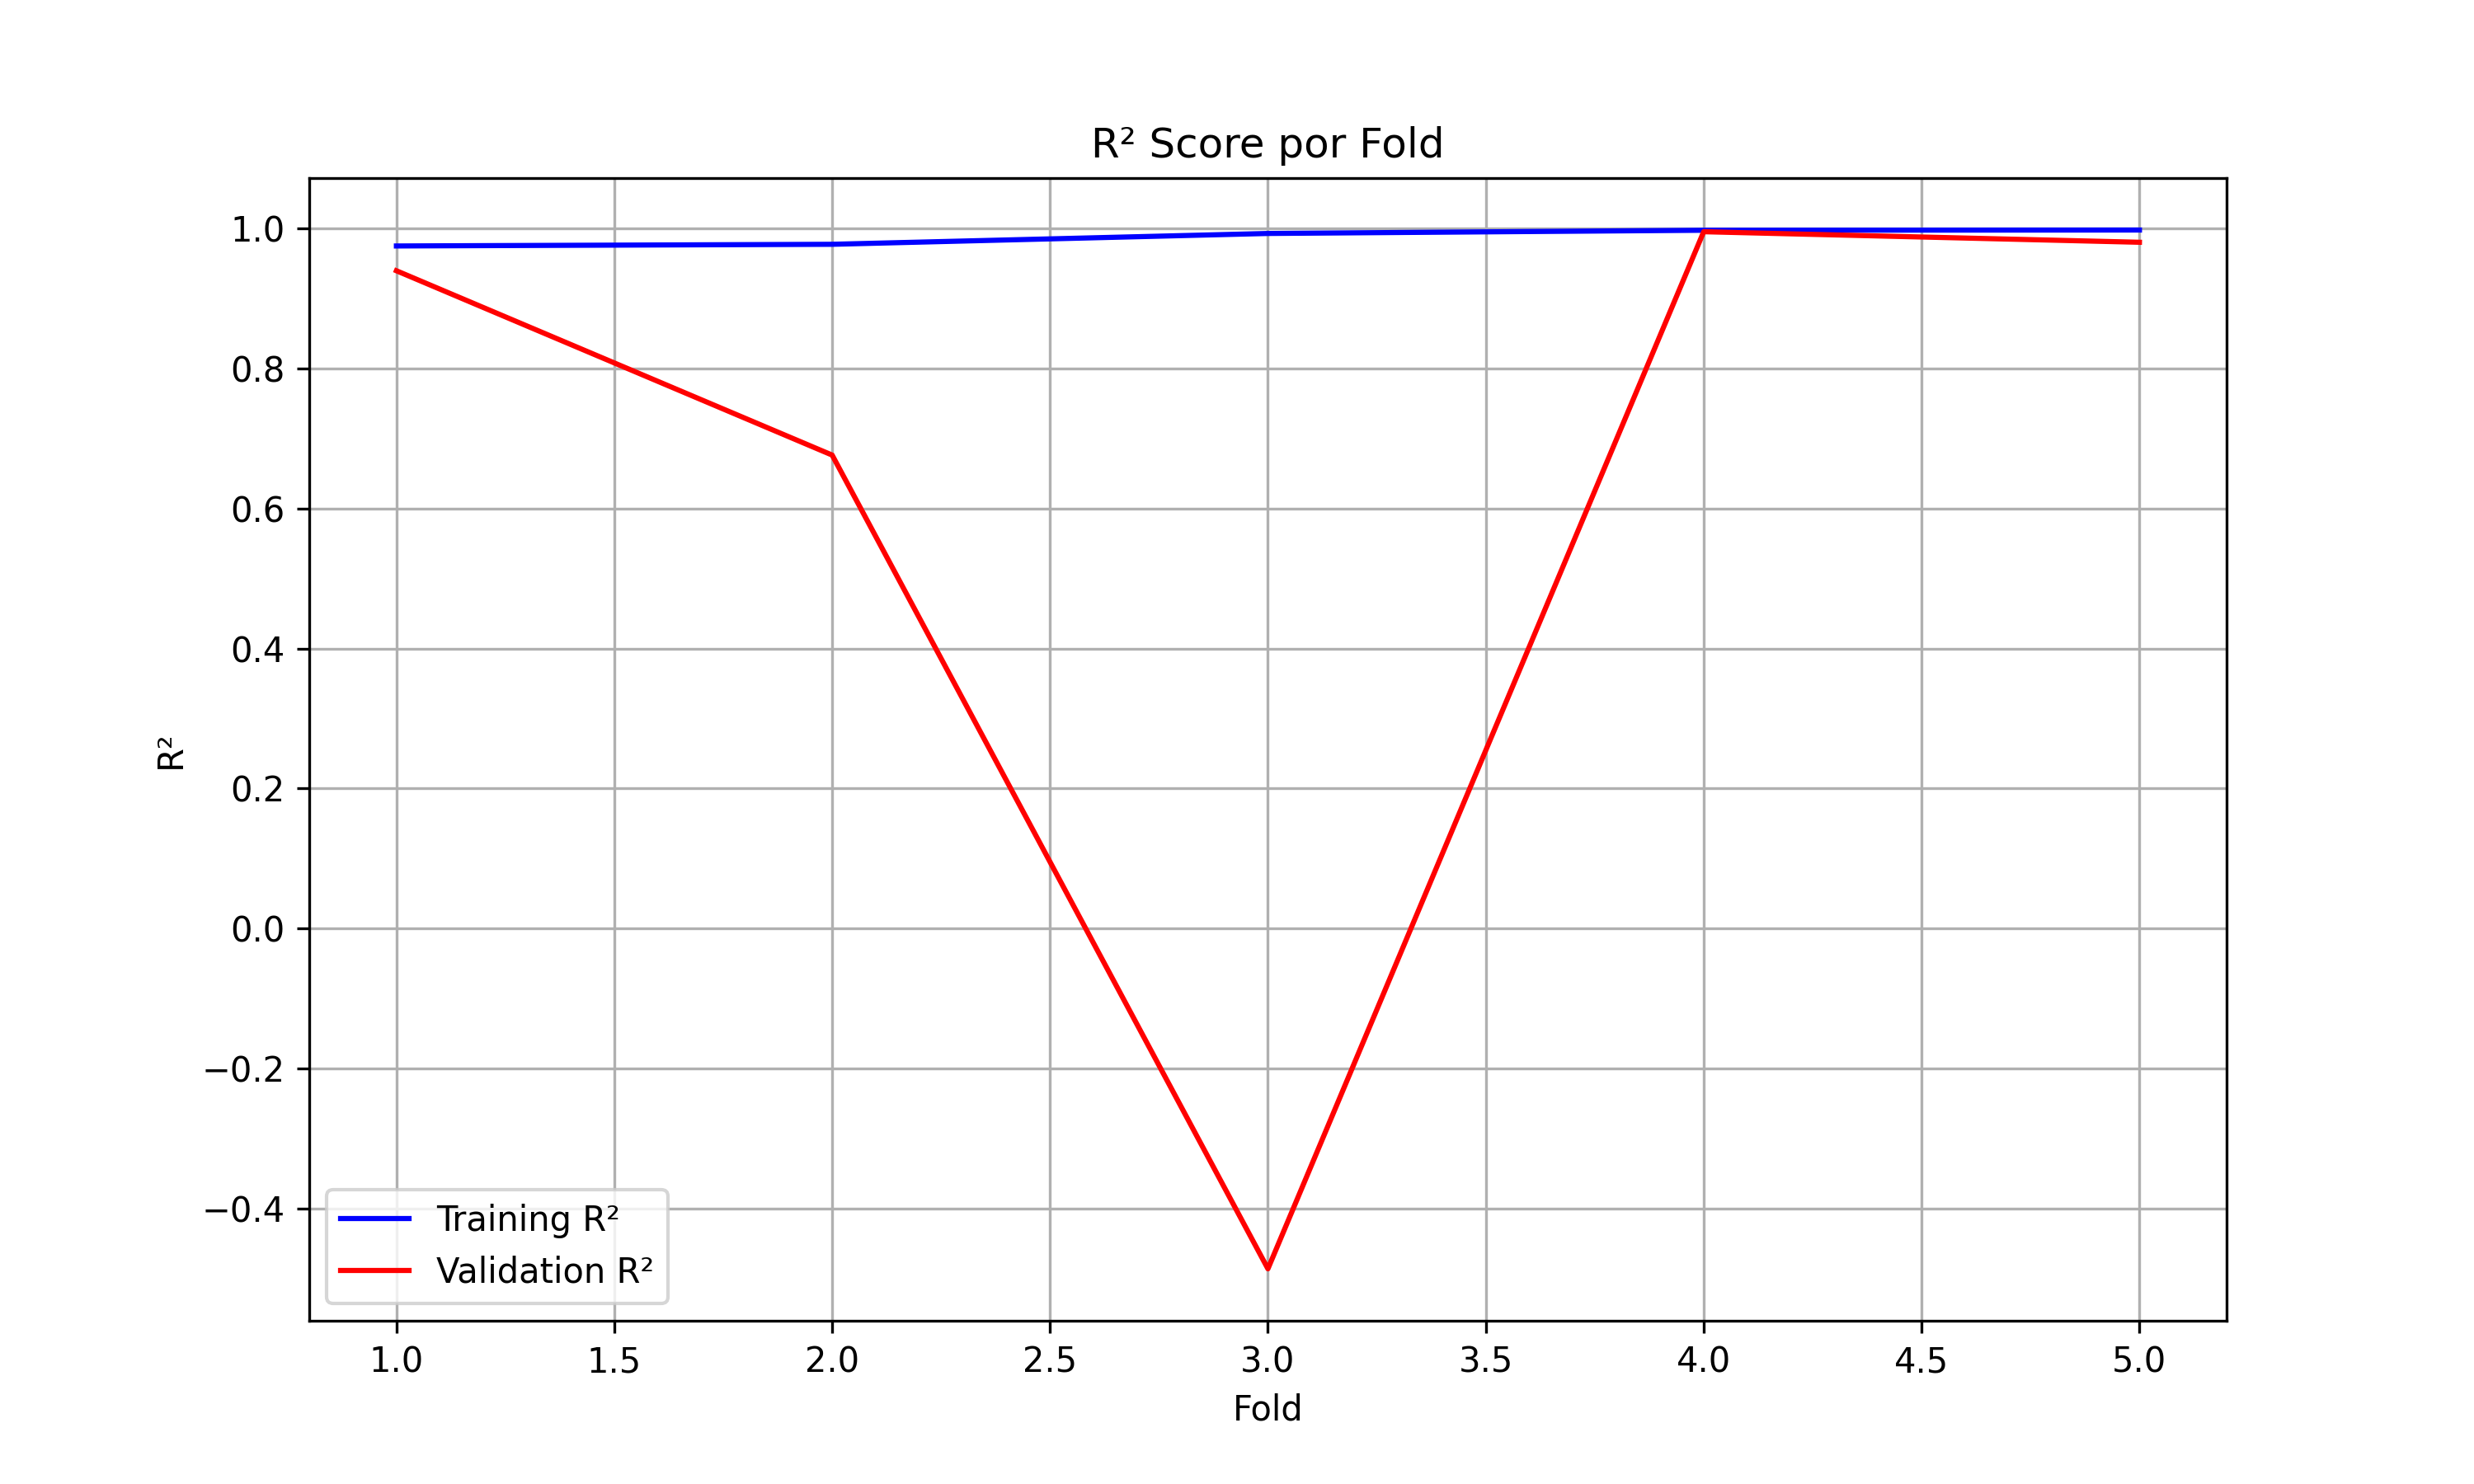 R² Score por Fold
1.0
0.8
0.6
0.4
0.2
0.0
−0.2
−0.4
R²
Training R²
Validation R²
1.0 1.5 2.0 2.5 3.0 3.5 4.0 4.5 5.0
Fold